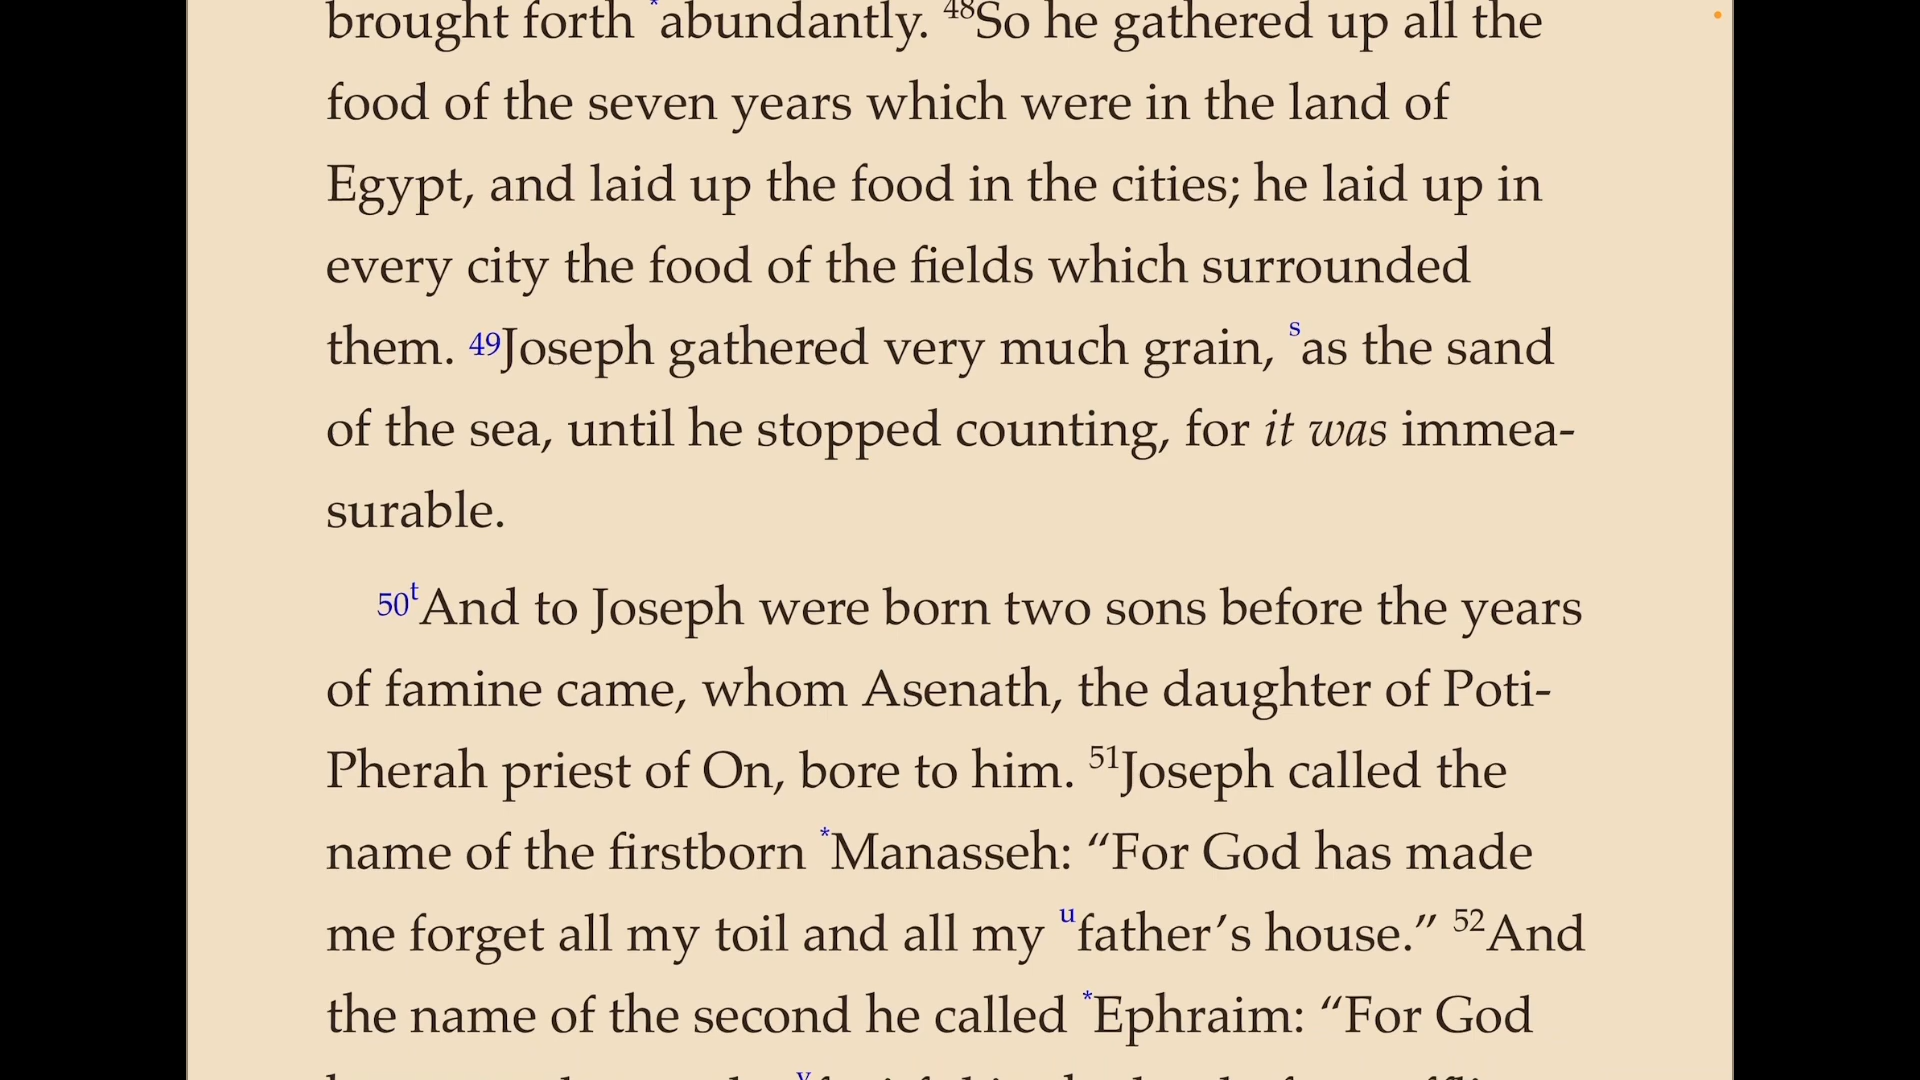 brought forth *abundantly. 48So he gathered up all the
food of the seven years which were in the land of
Egypt, and laid up the food in the cities; he laid up in
every city the food of the fields which surrounded
them. 49Joseph gathered very much grain, sas the sand
of the sea, until he stopped counting, for it was immea-
surable.
50tAnd to Joseph were born two sons before the years
of famine came, whom Asenath, the daughter of Poti-
Pherah priest of On, bore to him. 51Joseph called the
name of the firstborn *Manasseh: “For God has made
me forget all my toil and all my ufather’s house.” 52And
the name of the second he called *Ephraim: “For God